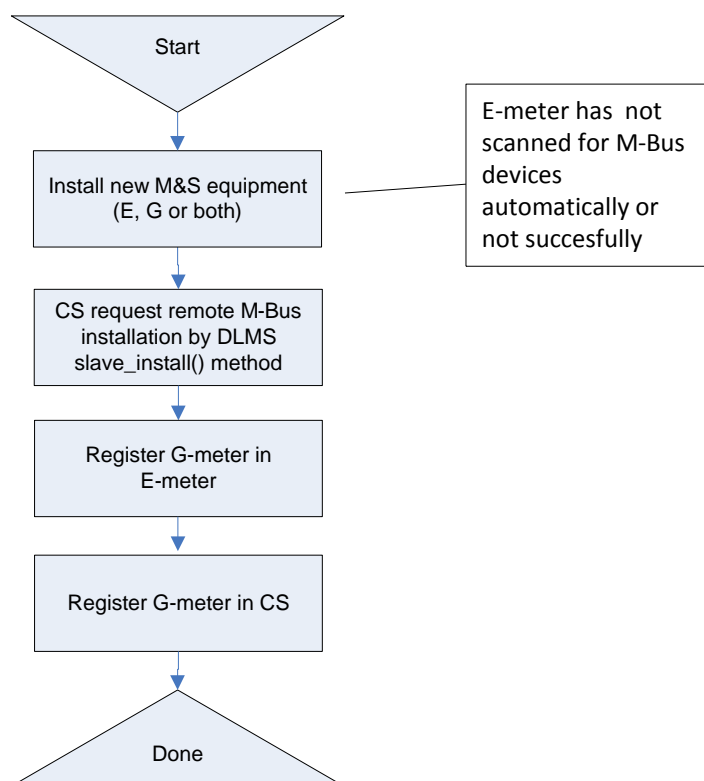 Start
Install new M&S equipment
(E, G or both)
E-meter has not
scanned for M-Bus
devices
automatically or
not succesfully
CS request remote M-Bus
installation by DLMS
slave_install() method
Register G-meter in
E-meter
Register G-meter in CS
Done